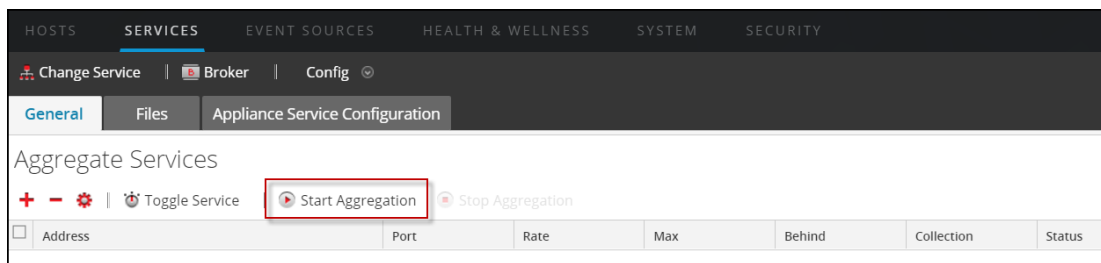 HOSTS SERVICES EVENT SOURCES HEALTH & WELLNESS SYSTEM SECURITY
Change Service | B Broker | Config
General Files Appliance Service Configuration
Aggregate Services
+ - | Toggle Service | Start Aggregation Stop Aggregation
Address Port Rate Max Behind Collection Status